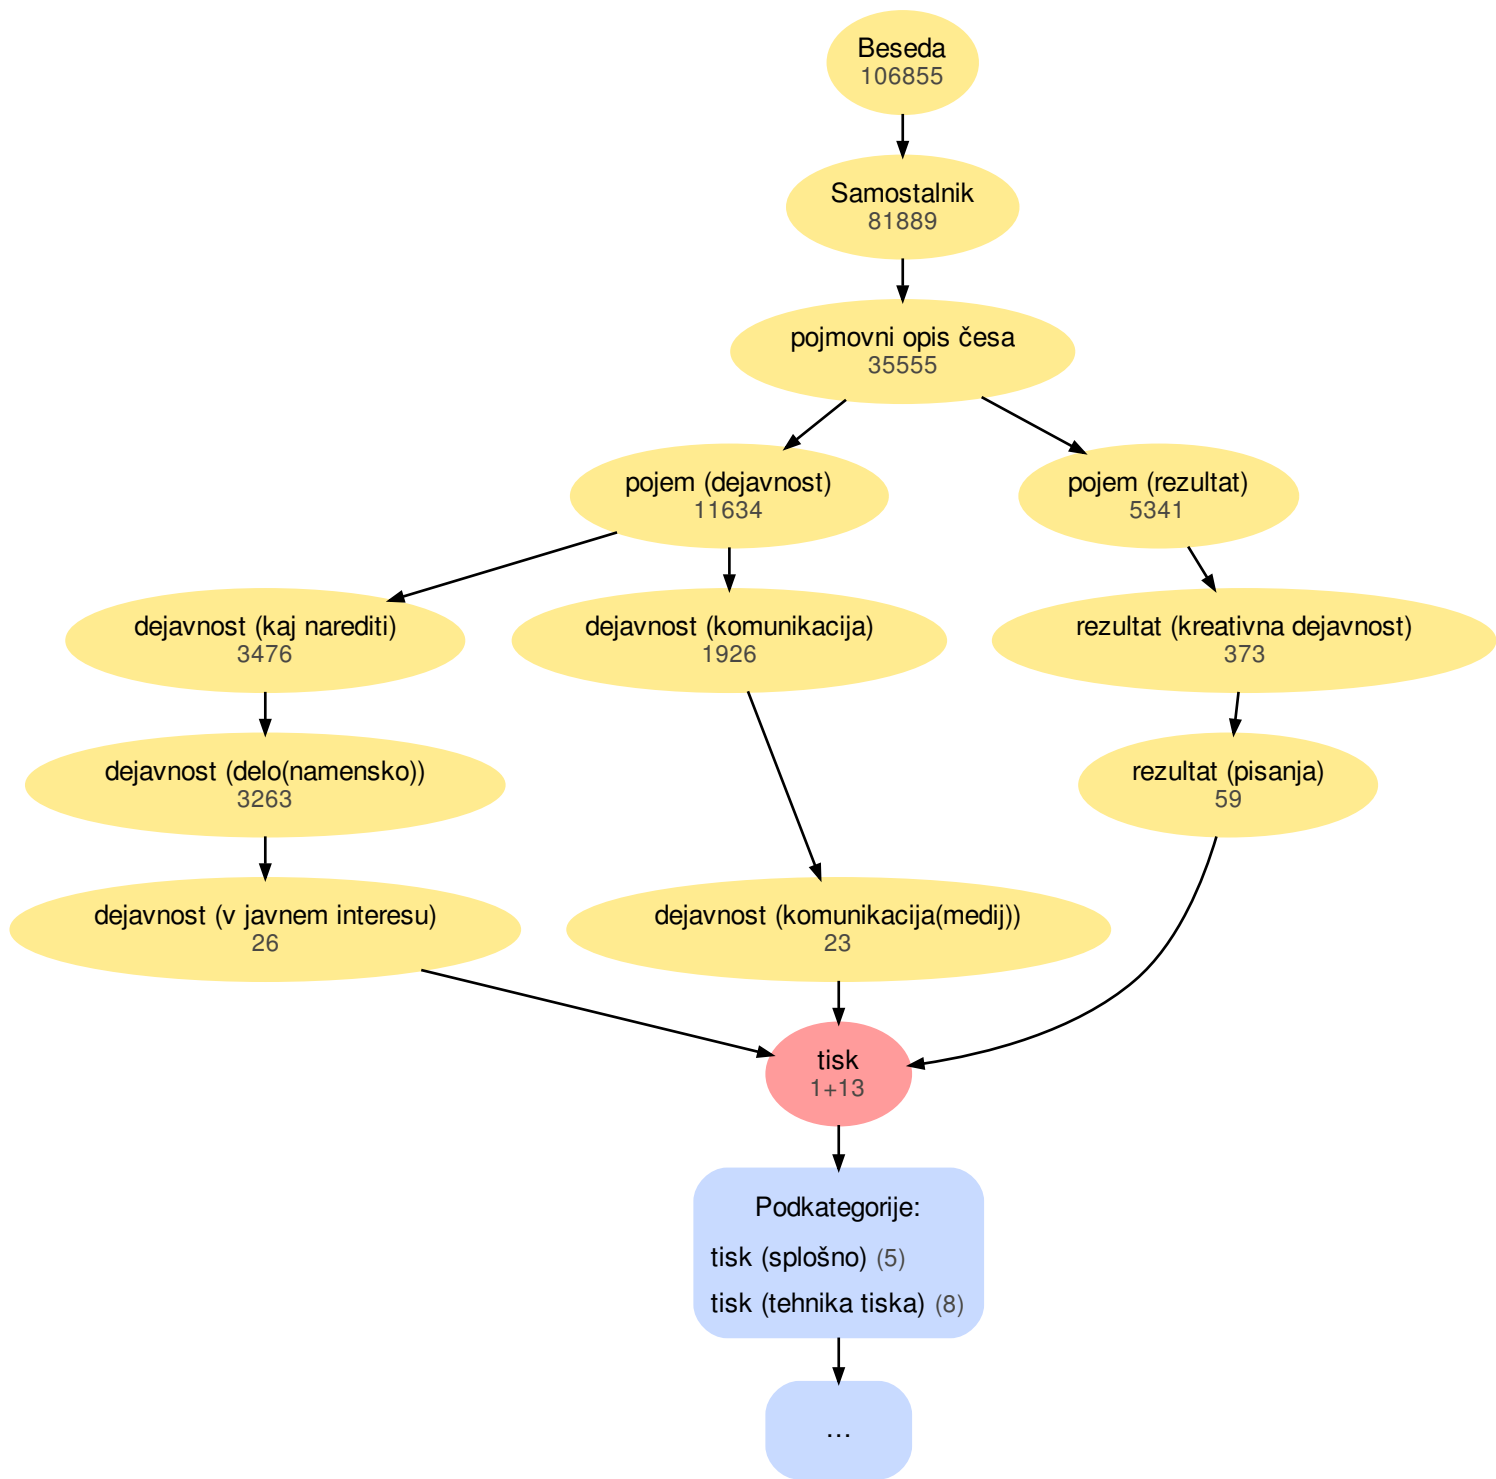 Beseda
106855
Samostalnik
81889
pojmovni opis česa
35555
pojem (dejavnost)
11634
pojem (rezultat)
5341
dejavnost (kaj narediti)
3476
dejavnost (komunikacija)
1926
rezultat (kreativna dejavnost)
373
dejavnost (delo(namensko))
3263
rezultat (pisanja)
59
dejavnost (v javnem interesu)
26
dejavnost (komunikacija(medij))
23
tisk
1+13
Podkategorije:
tisk (splošno) (5)
tisk (tehnika tiska) (8)
…